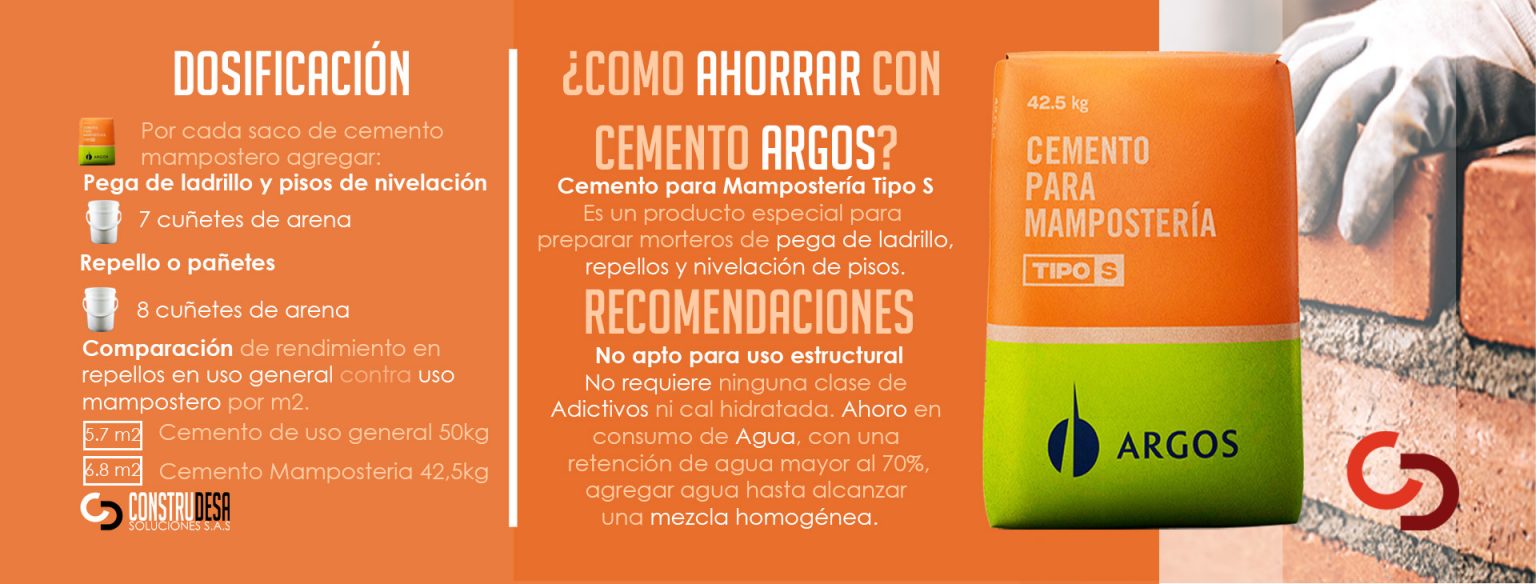 DOSIFICACIÓN
Por cada saco de cemento
mampostero agregar:
Pega de ladrillo y pisos de nivelación
7 cuñetes de arena
Repello o pañetes
8 cuñetes de arena
Comparación de rendimiento en
repellos en uso general contra uso
mampostero por m2.
5.7 m2 Cemento de uso general 50kg
6.8 m2 Cemento Mamposteria 42,5kg
CONSTRUDESA
SOLUCIONES S.A.S
¿COMO AHORRAR CON
CEMENTO ARGOS?
Cemento para Mampostería Tipo S
Es un producto especial para
preparar morteros de pega de ladrillo,
repellos y nivelación de pisos.
RECOMENDACIONES
No apto para uso estructural
No requiere ninguna clase de
Adictivos ni cal hidratada. Ahoro en
consumo de Agua, con una
retención de agua mayor al 70%,
agregar agua hasta alcanzar
una mezcla homogénea.
42.5 kg
CEMENTO
PARA
MAMPOSTERÍA
TIPO S
ARGOS